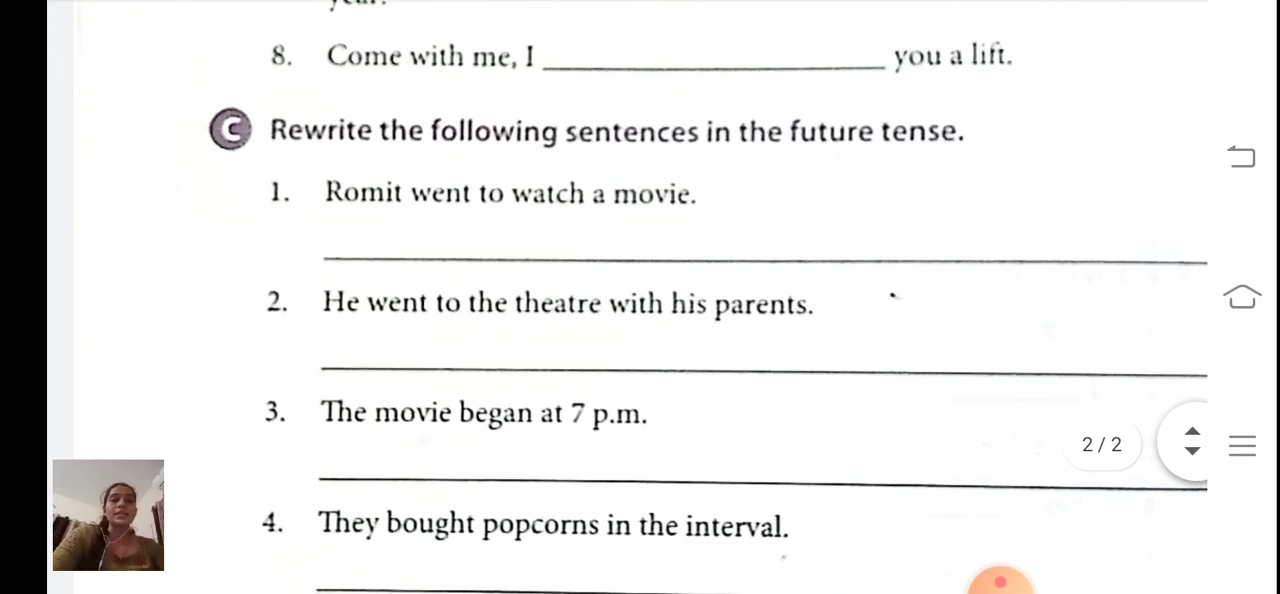 8. Come with me, I ____________ you a lift.
C Rewrite the following sentences in the future tense.
1. Romit went to watch a movie.
2. He went to the theatre with his parents.
3. The movie began at 7 p.m.
2 / 2
4. They bought popcorns in the interval.